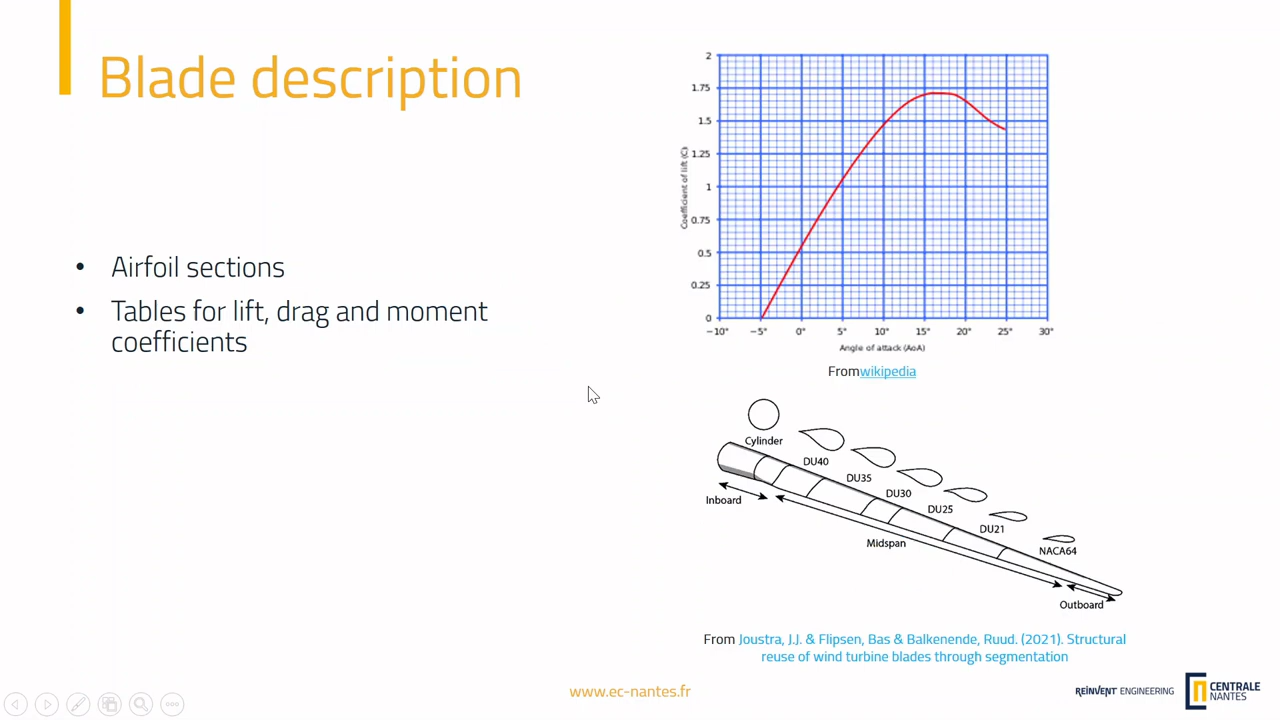 Blade description
• Airfoil sections
• Tables for lift, drag and moment
coefficients
2
1.75
1.5
1.25
1
0.75
0.5
0.25
0
Coefficient of lift (Cₗ)
−10° −5° 0° 5° 10° 15° 20° 25° 30°
Angle of attack (AoA)
Fromwikipedia
Cylinder
DU40
DU35
DU30
DU25
DU21
NACA64
Inboard
Midspan
Outboard
From Joustra, J.J. & Flipsen, Bas & Balkenende, Ruud. (2021). Structural
reuse of wind turbine blades through segmentation
www.ec-nantes.fr
REINVENT ENGINEERING
CENTRALE
NANTES